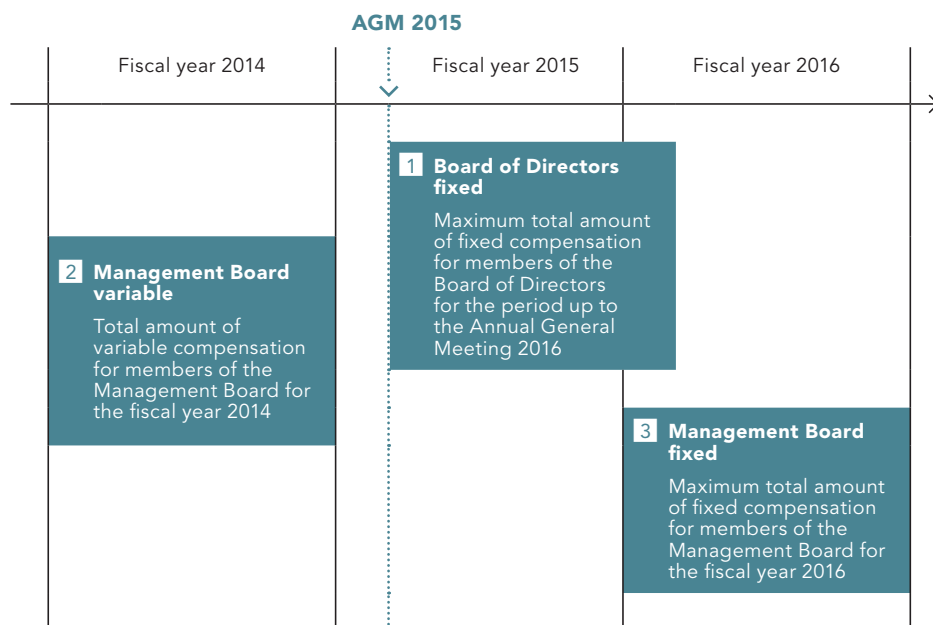 AGM 2015
Fiscal year 2014
Fiscal year 2015
Fiscal year 2016
1 Board of Directors
fixed
Maximum total amount
of fixed compensation
for members of the
Board of Directors
for the period up to
the Annual General
Meeting 2016
2 Management Board
variable
Total amount of
variable compensation
for members of the
Management Board for
the fiscal year 2014
3 Management Board
fixed
Maximum total amount
of fixed compensation
for members of the
Management Board for
the fiscal year 2016